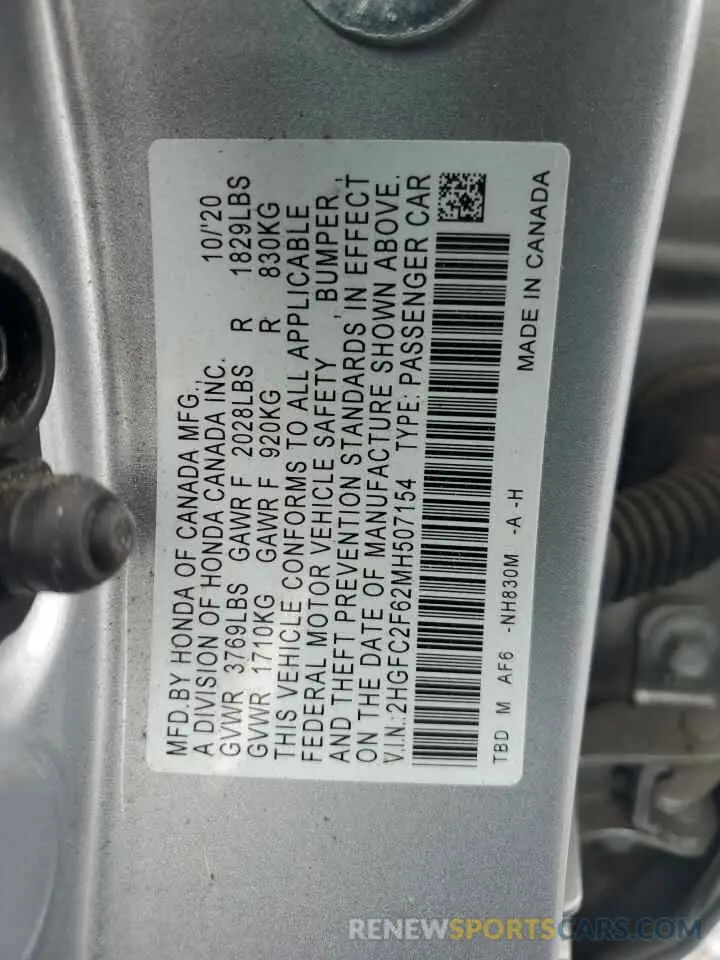 MFD.BY HONDA OF CANADA MFG.,
A DIVISION OF HONDA CANADA INC. 10/'20
GVWR 3769LBS GAWR F 2028LBS R 1829LBS
GVWR 1710KG GAWR F 920KG R 830KG
THIS VEHICLE CONFORMS TO ALL APPLICABLE
FEDERAL MOTOR VEHICLE SAFETY , BUMPER,
AND THEFT PREVENTION STANDARDS IN EFFECT
ON THE DATE OF MANUFACTURE SHOWN ABOVE.
V.I.N.:2HGFC2F62MH507154 TYPE: PASSENGER CAR
TBD M AF6 -NH830M -A -H MADE IN CANADA
RENEWSPORTSCARS.COM